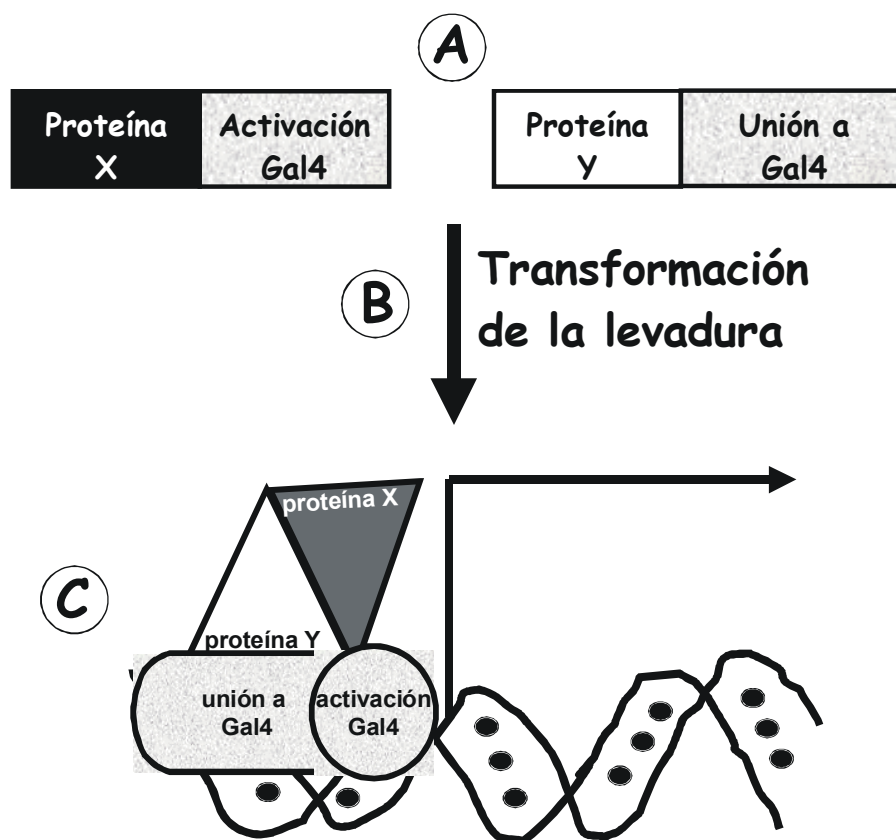 A
Proteína
X
Activación
Gal4
Proteína
Y
Unión a
Gal4
B
Transformación
de la levadura
C
proteína X
proteína Y
unión a
Gal4
activación
Gal4